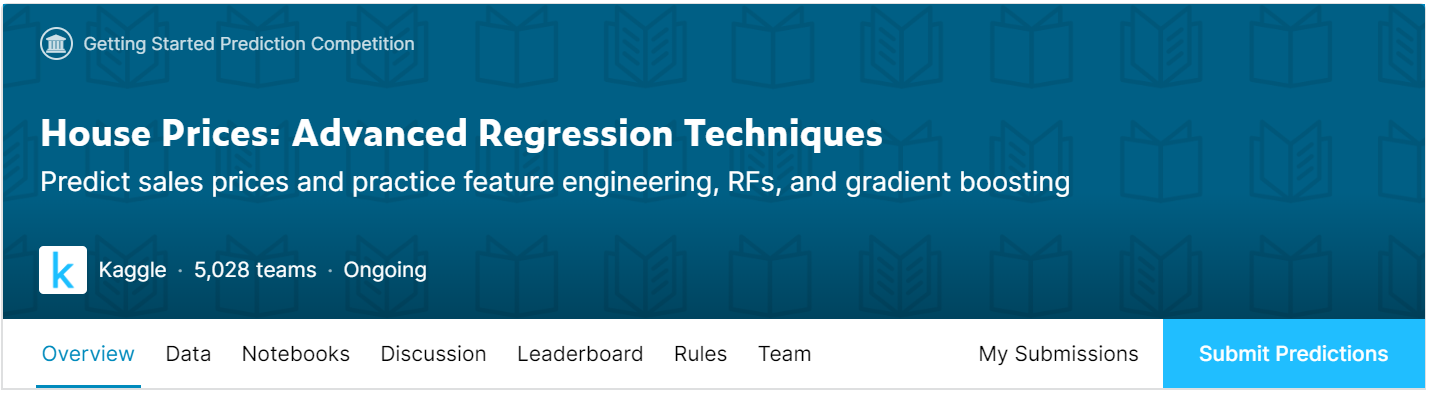 Getting Started Prediction Competition
House Prices: Advanced Regression Techniques
Predict sales prices and practice feature engineering, RFs, and gradient boosting
k Kaggle · 5,028 teams · Ongoing
Overview Data Notebooks Discussion Leaderboard Rules Team My Submissions Submit Predictions